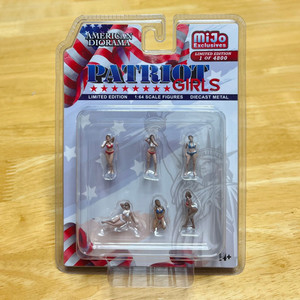 AMERICAN
DIORAMA
MiJo
Exclusives
LIMITED EDITION
1 OF 4800
PATRIOT
GIRLS
LIMITED EDITION 1:64 SCALE FIGURES DIECAST METAL